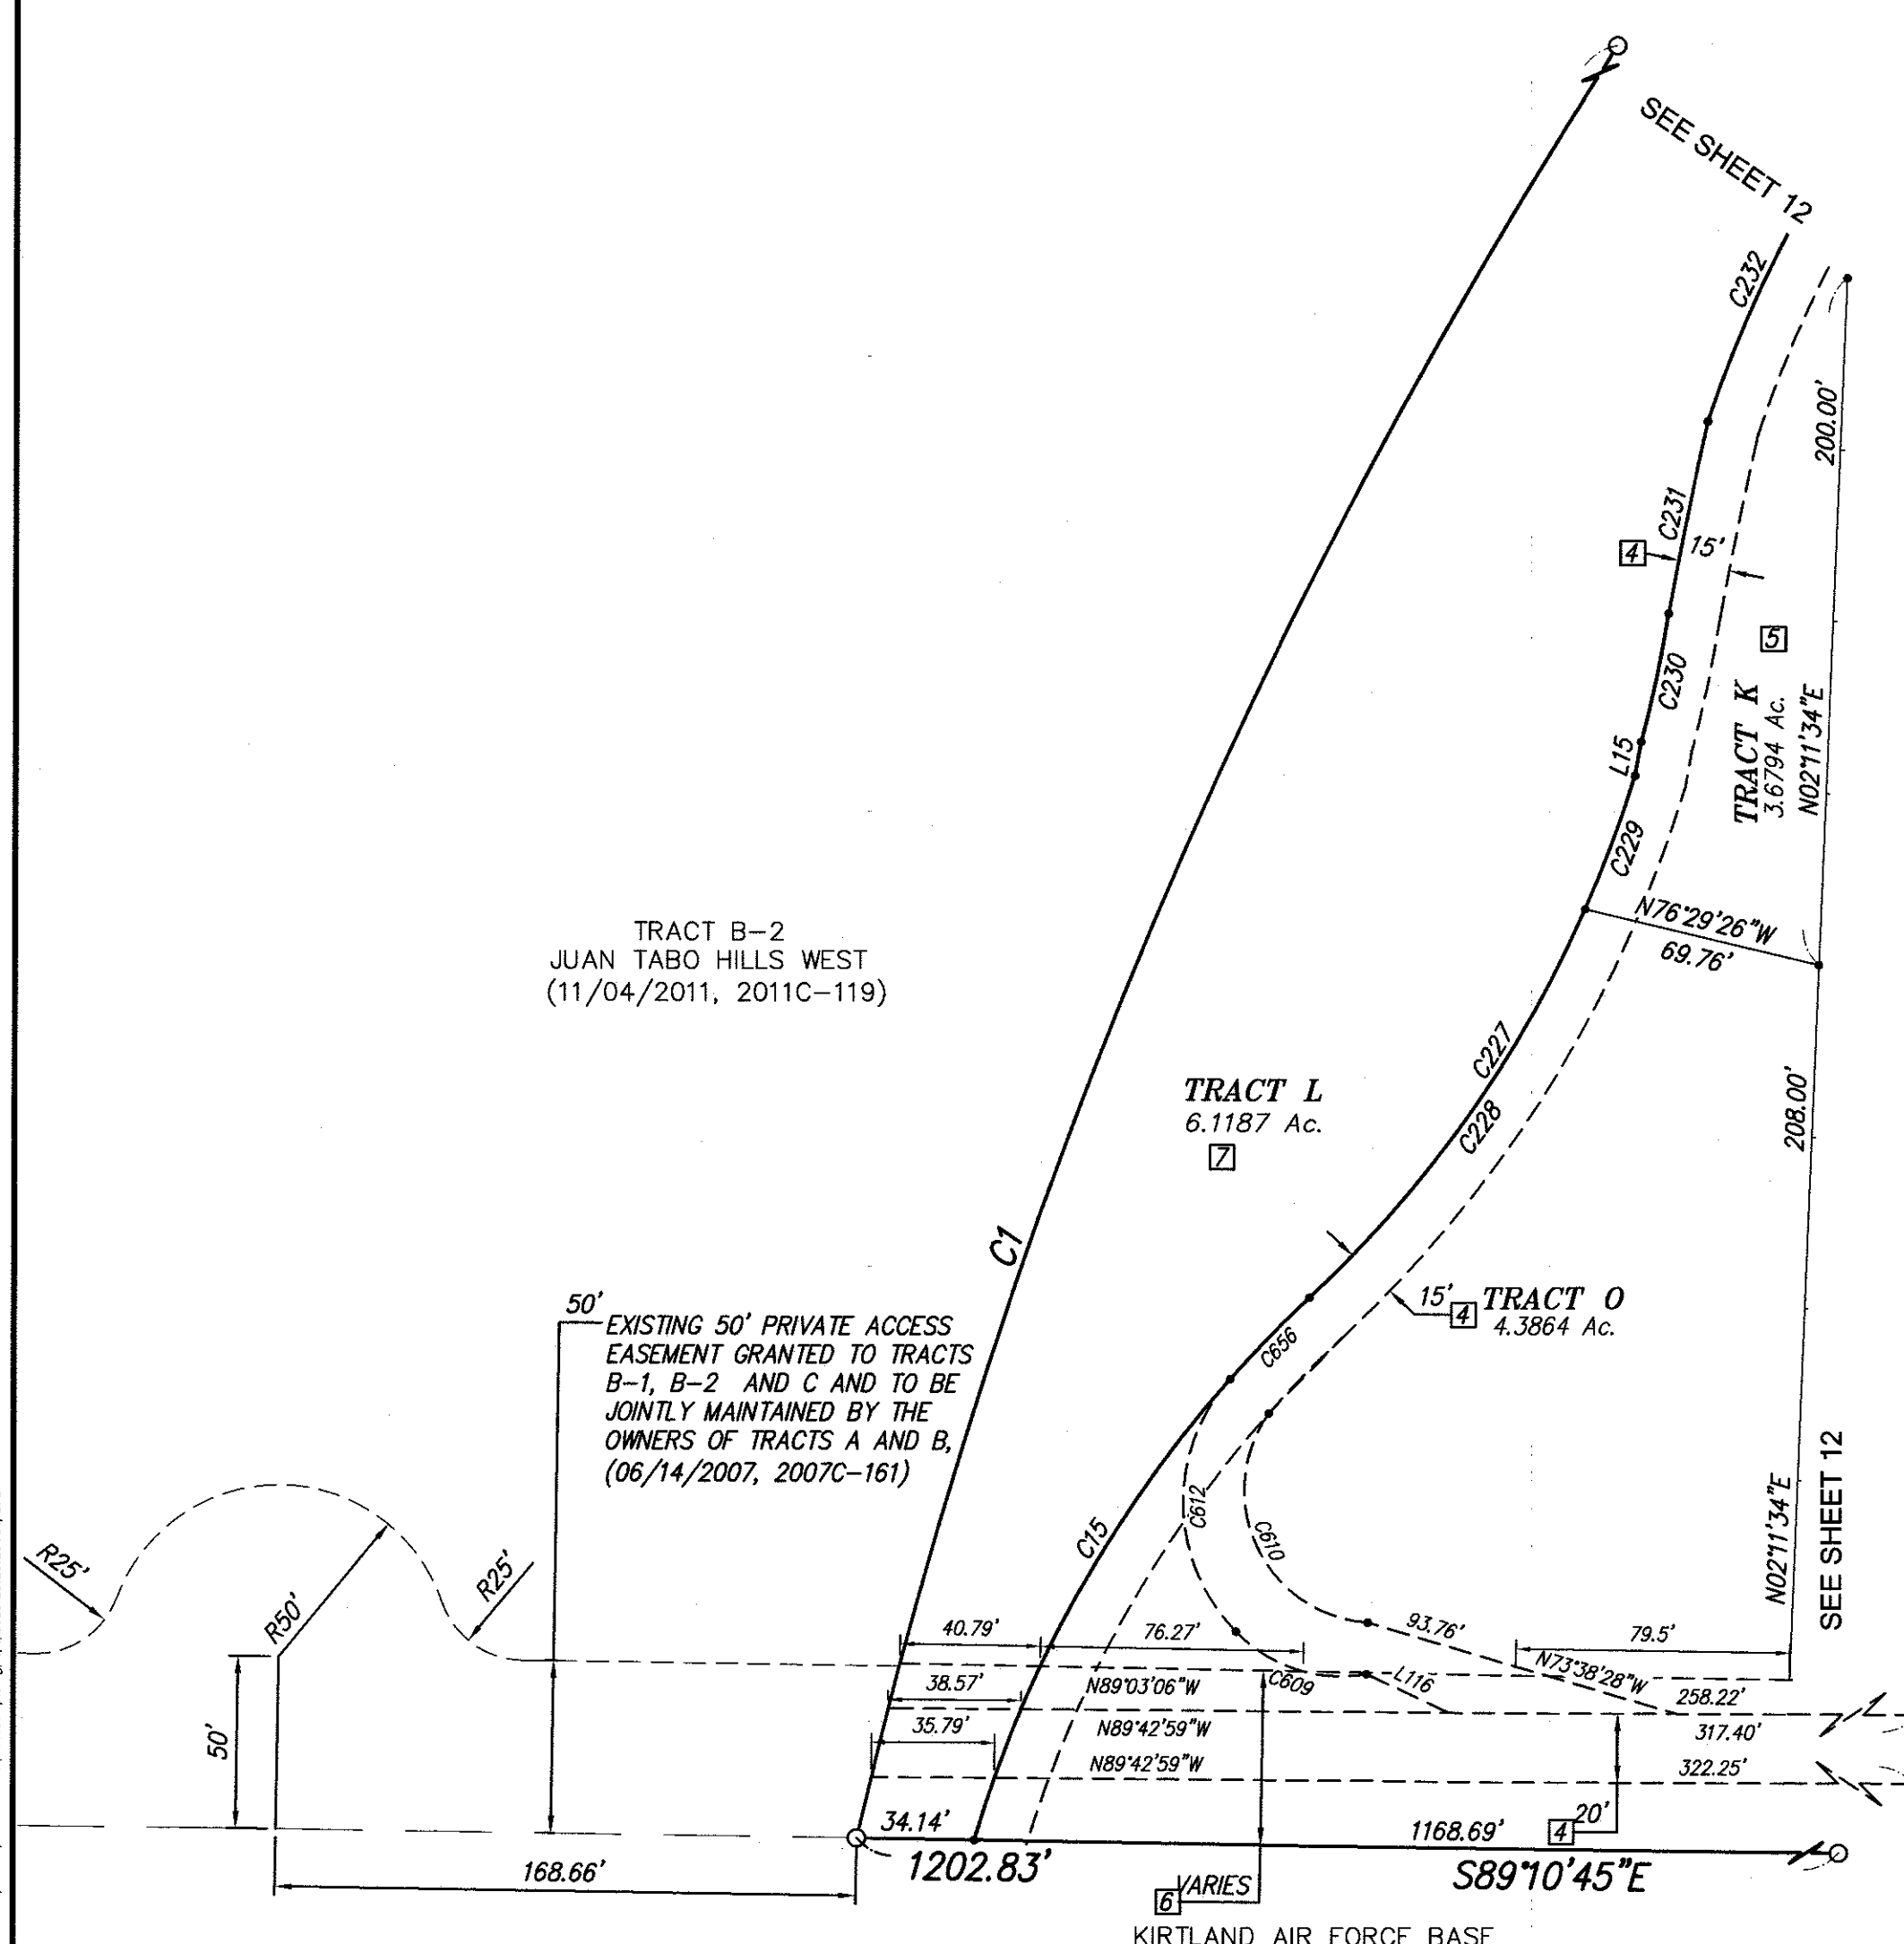 SEE SHEET 12
C232
200.00'
C231
4
15'
5
C230
TRACT K
3.6794 Ac.
N02°11'34"E
L15
C229
N76°29'26"W
69.76'
TRACT B-2
JUAN TABO HILLS WEST
(11/04/2011, 2011C-119)
C227
TRACT L
6.1187 Ac.
7
C228
208.00'
C1
50'
EXISTING 50' PRIVATE ACCESS
EASEMENT GRANTED TO TRACTS
B-1, B-2 AND C AND TO BE
JOINTLY MAINTAINED BY THE
OWNERS OF TRACTS A AND B,
(06/14/2007, 2007C-161)
15'
4
TRACT O
4.3864 Ac.
C656
C612
C15
C610
N02°11'34"E
SEE SHEET 12
R25'
R50'
R25'
40.79'
76.27'
93.76'
79.5'
38.57'
N89°03'06"W
C609
L116
N73°38'28"W
258.22'
35.79'
N89°42'59"W
317.40'
50'
N89°42'59"W
322.25'
34.14'
1168.69'
4
20'
168.66'
1202.83'
S89°10'45"E
6
VARIES
KIRTLAND AIR FORCE BASE